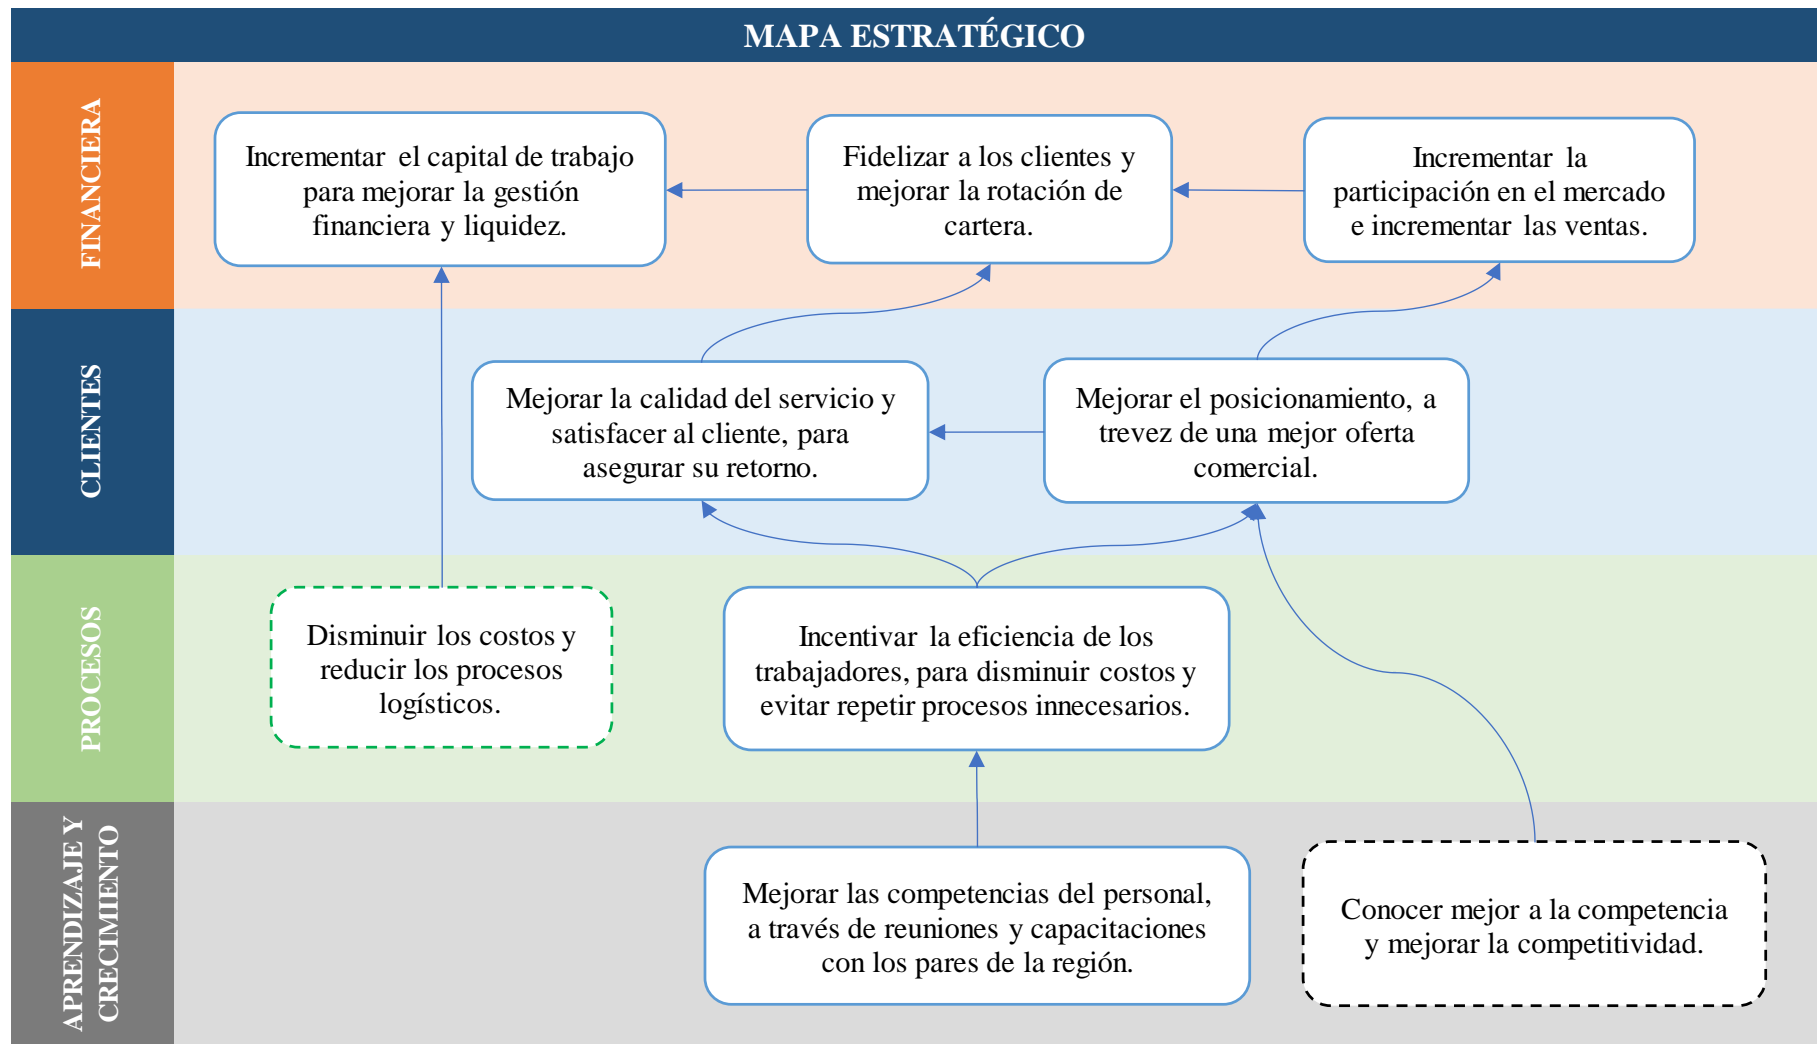 MAPA ESTRATÉGICO
FINANCIERA
Incrementar el capital de trabajo
para mejorar la gestión
financiera y liquidez.
Fidelizar a los clientes y
mejorar la rotación de
cartera.
Incrementar la
participación en el mercado
e incrementar las ventas.
CLIENTES
Mejorar la calidad del servicio y
satisfacer al cliente, para
asegurar su retorno.
Mejorar el posicionamiento, a
trevez de una mejor oferta
comercial.
PROCESOS
Disminuir los costos y
reducir los procesos
logísticos.
Incentivar la eficiencia de los
trabajadores, para disminuir costos y
evitar repetir procesos innecesarios.
APRENDIZAJE Y
CRECIMIENTO
Mejorar las competencias del personal,
a través de reuniones y capacitaciones
con los pares de la región.
Conocer mejor a la competencia
y mejorar la competitividad.